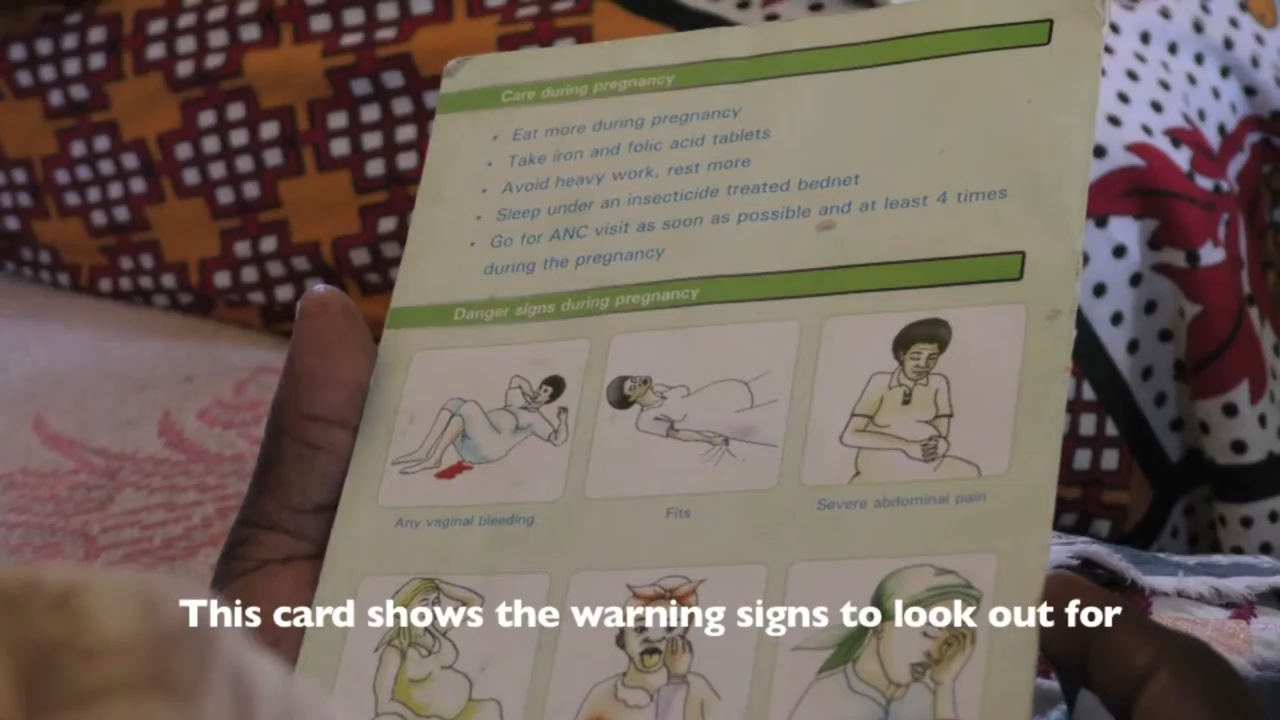 Care during pregnancy
• Eat more during pregnancy
• Take iron and folic acid tablets
• Avoid heavy work, rest more
• Sleep under an insecticide treated bednet
• Go for ANC visit as soon as possible and at least 4 times
during the pregnancy
Danger signs during pregnancy
Any vaginal bleeding
Fits
Severe abdominal pain
This card shows the warning signs to look out for